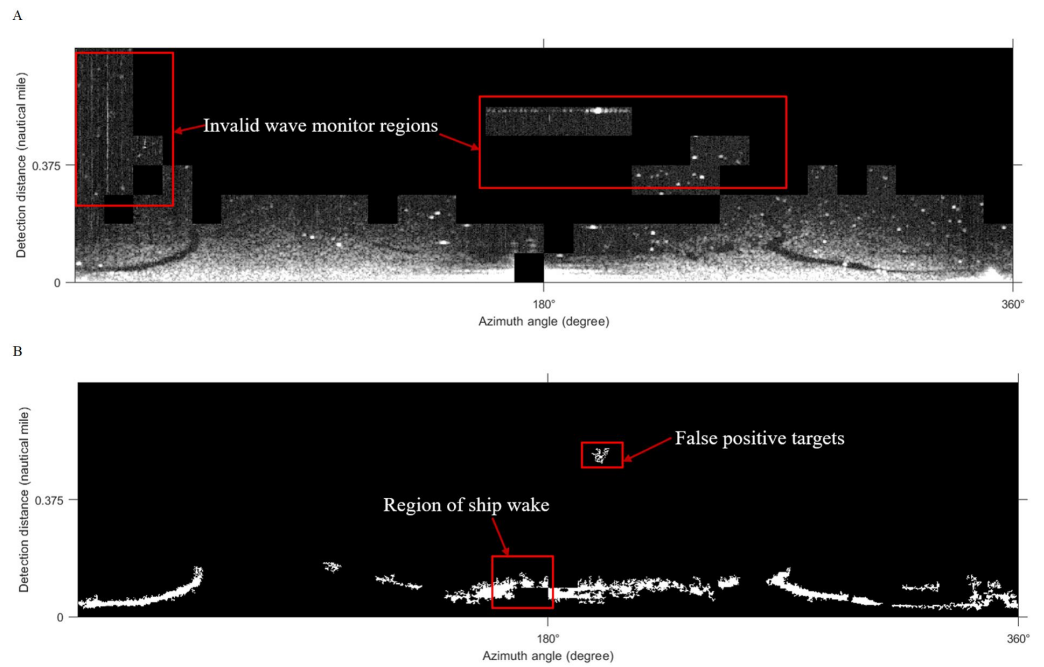 A
Detection distance (nautical mile)
Invalid wave monitor regions
0.375
0
180°
360°
Azimuth angle (degree)
B
Detection distance (nautical mile)
False positive targets
0.375
Region of ship wake
0
180°
360°
Azimuth angle (degree)